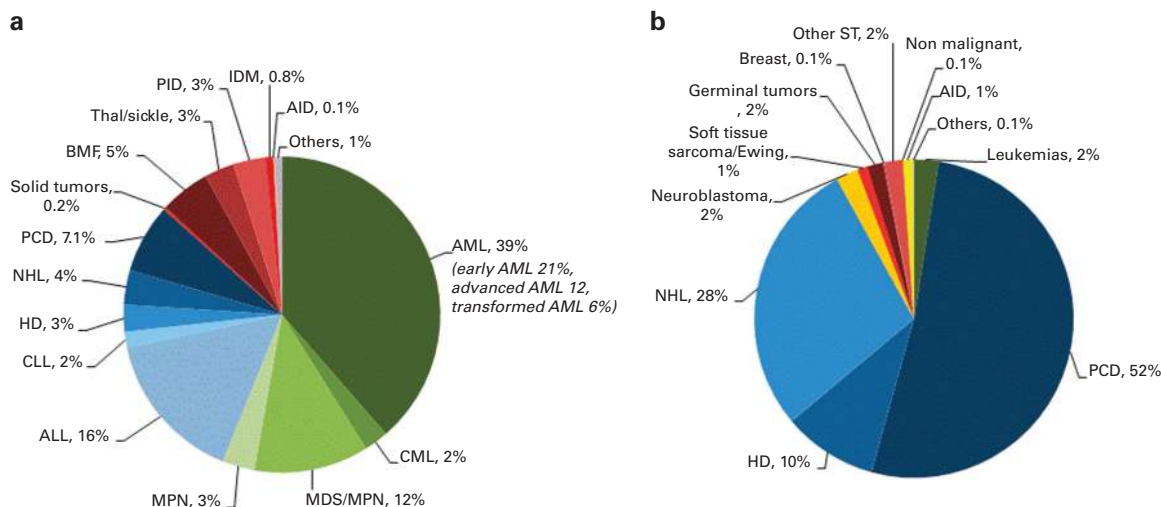 a
IDM, 0.8%
PID, 3%
AID, 0.1%
Thal/sickle, 3%
Others, 1%
BMF, 5%
Solid tumors,
0.2%
PCD, 7.1%
NHL, 4%
HD, 3%
CLL, 2%
ALL, 16%
MPN, 3%
MDS/MPN, 12%
CML, 2%
AML, 39%
(early AML 21%,
advanced AML 12,
transformed AML 6%)
b
Other ST, 2%
Non malignant,
0.1%
Breast, 0.1%
AID, 1%
Germinal tumors
, 2%
Others, 0.1%
Soft tissue
sarcoma/Ewing,
1%
Leukemias, 2%
Neuroblastoma,
2%
NHL, 28%
PCD, 52%
HD, 10%